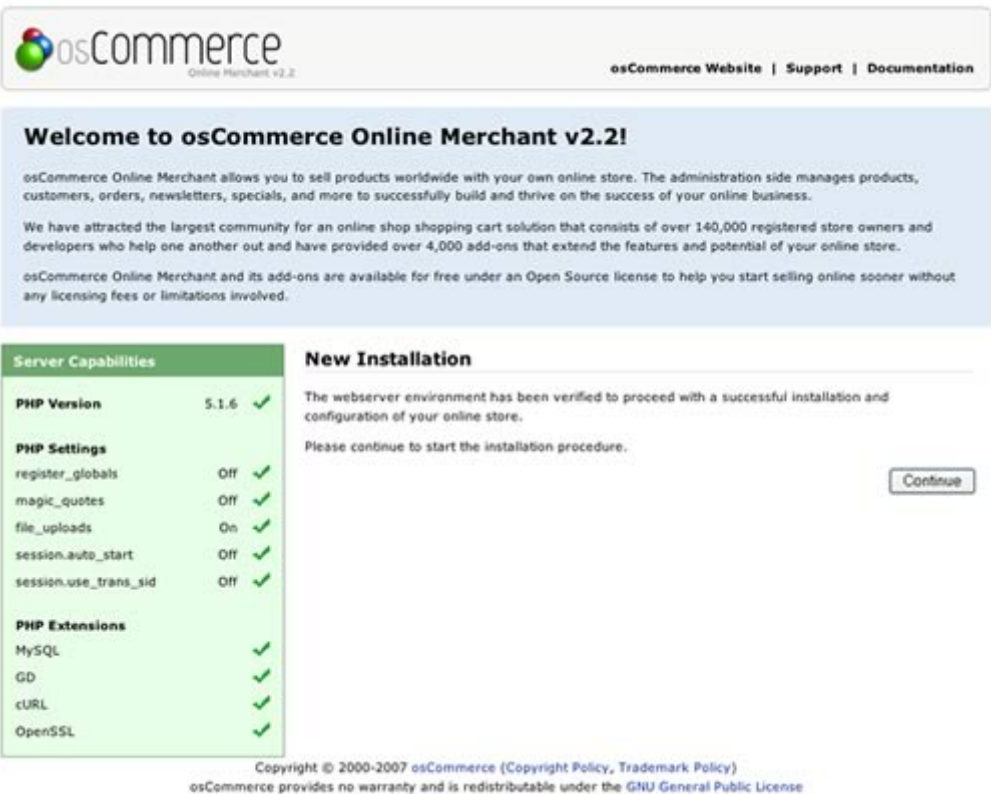 osCommerce
Online Merchant v2.2
osCommerce Website | Support | Documentation
Welcome to osCommerce Online Merchant v2.2!
osCommerce Online Merchant allows you to sell products worldwide with your own online store. The administration side manages products,
customers, orders, newsletters, specials, and more to successfully build and thrive on the success of your online business.
We have attracted the largest community for an online shop shopping cart solution that consists of over 140,000 registered store owners and
developers who help one another out and have provided over 4,000 add-ons that extend the features and potential of your online store.
osCommerce Online Merchant and its add-ons are available for free under an Open Source license to help you start selling online sooner without
any licensing fees or limitations involved.
Server Capabilities
PHP Version 5.1.6
PHP Settings
register_globals Off
magic_quotes Off
file_uploads On
session.auto_start Off
session.use_trans_sid Off
PHP Extensions
MySQL
GD
cURL
OpenSSL
New Installation
The webserver environment has been verified to proceed with a successful installation and
configuration of your online store.
Please continue to start the installation procedure.
Continue
Copyright © 2000-2007 osCommerce (Copyright Policy, Trademark Policy)
osCommerce provides no warranty and is redistributable under the GNU General Public License